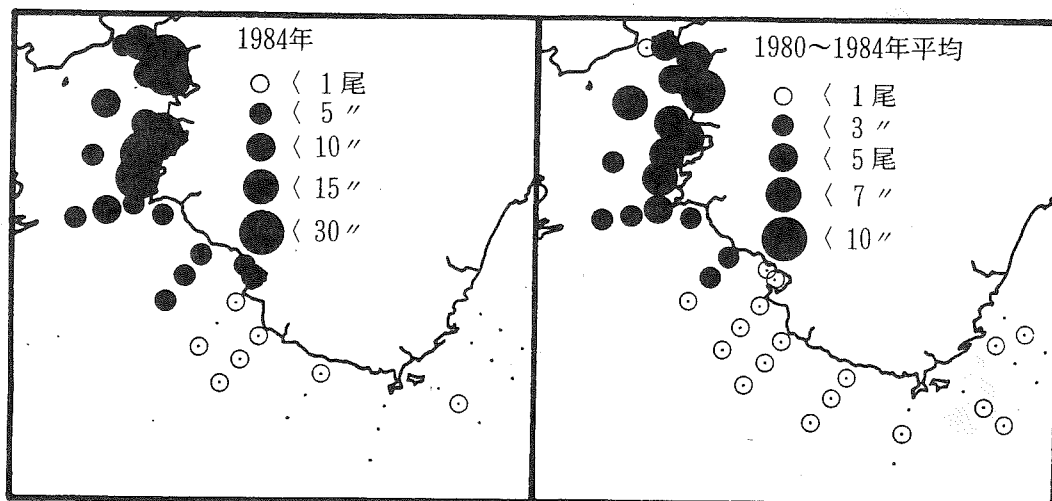 1984年
〈 1尾
〈 5 〃
〈 10 〃
〈 15 〃
〈 30 〃
1980～1984年平均
〈 1尾
〈 3 〃
〈 5尾
〈 7 〃
〈 10 〃